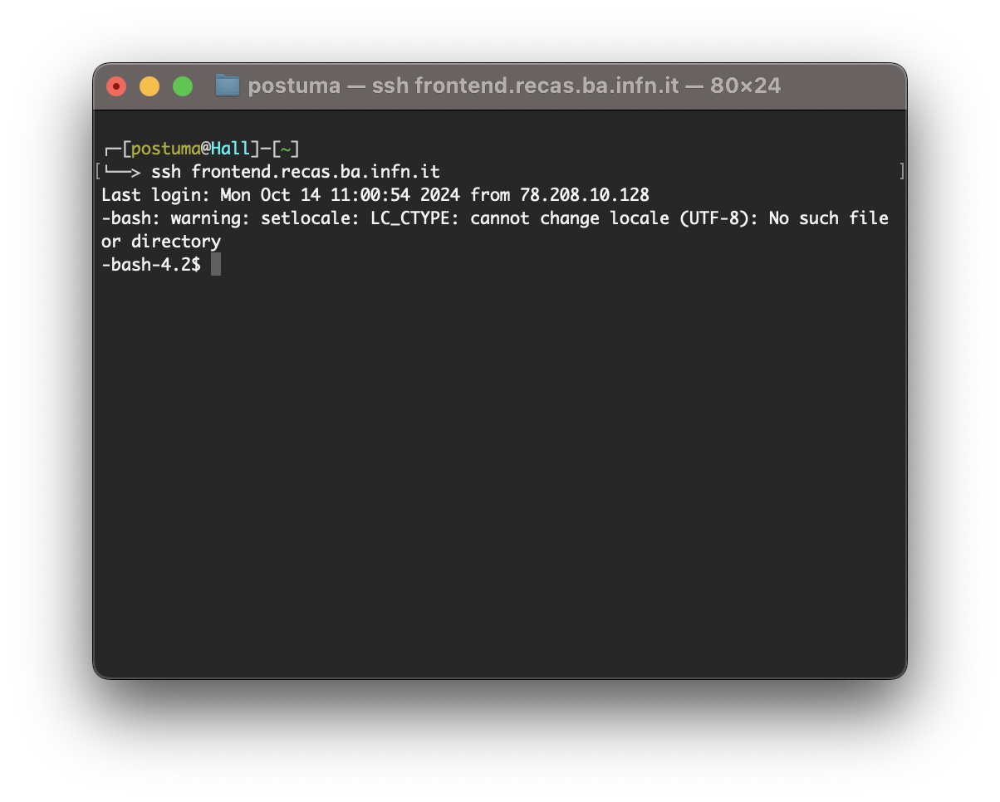 postuma — ssh frontend.recas.ba.infn.it — 80×24
┌─[postuma@Hall]─[~]
[└──> ssh frontend.recas.ba.infn.it ]
Last login: Mon Oct 14 11:00:54 2024 from 78.208.10.128
-bash: warning: setlocale: LC_CTYPE: cannot change locale (UTF-8): No such file
or directory
-bash-4.2$